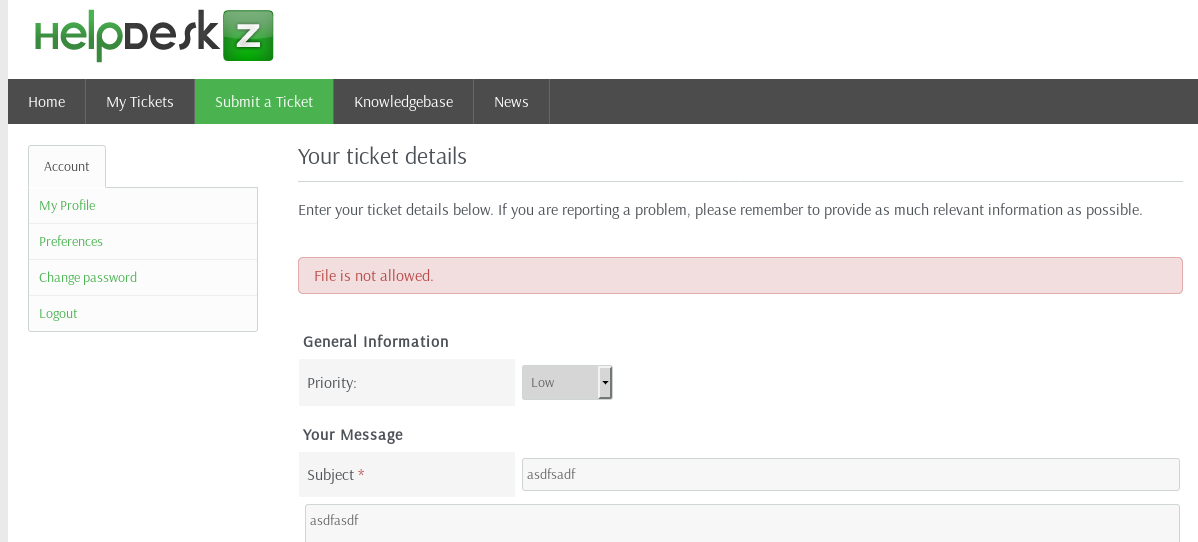 HelpDesk Z
Home My Tickets Submit a Ticket Knowledgebase News
Account
My Profile
Preferences
Change password
Logout
Your ticket details
Enter your ticket details below. If you are reporting a problem, please remember to provide as much relevant information as possible.
File is not allowed.
General Information
Priority: Low
Your Message
Subject * asdfsadf
asdfasdf